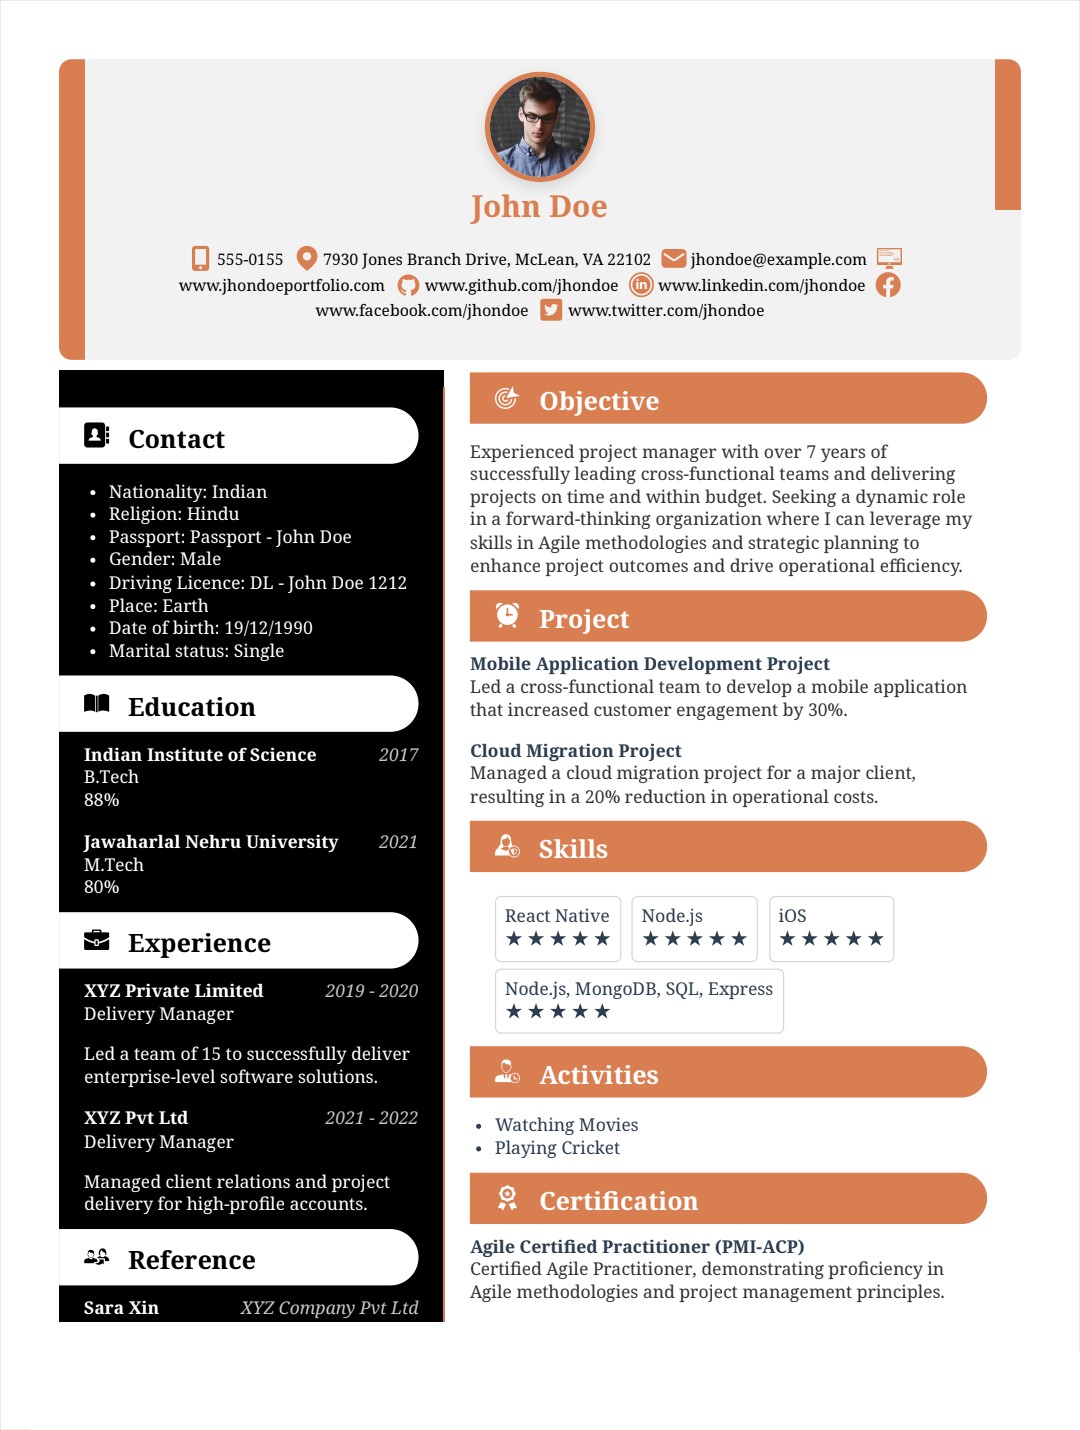 John Doe
555-0155 7930 Jones Branch Drive, McLean, VA 22102 jhondoe@example.com
www.jhondoeportfolio.com www.github.com/jhondoe www.linkedin.com/jhondoe
www.facebook.com/jhondoe www.twitter.com/jhondoe
Contact
• Nationality: Indian
• Religion: Hindu
• Passport: Passport - John Doe
• Gender: Male
• Driving Licence: DL - John Doe 1212
• Place: Earth
• Date of birth: 19/12/1990
• Marital status: Single
Education
Indian Institute of Science 2017
B.Tech
88%
Jawaharlal Nehru University 2021
M.Tech
80%
Experience
XYZ Private Limited 2019 - 2020
Delivery Manager
Led a team of 15 to successfully deliver
enterprise-level software solutions.
XYZ Pvt Ltd 2021 - 2022
Delivery Manager
Managed client relations and project
delivery for high-profile accounts.
Reference
Sara Xin XYZ Company Pvt Ltd
Objective
Experienced project manager with over 7 years of
successfully leading cross-functional teams and delivering
projects on time and within budget. Seeking a dynamic role
in a forward-thinking organization where I can leverage my
skills in Agile methodologies and strategic planning to
enhance project outcomes and drive operational efficiency.
Project
Mobile Application Development Project
Led a cross-functional team to develop a mobile application
that increased customer engagement by 30%.
Cloud Migration Project
Managed a cloud migration project for a major client,
resulting in a 20% reduction in operational costs.
Skills
React Native Node.js iOS
★★★★★ ★★★★★ ★★★★★
Node.js, MongoDB, SQL, Express
★★★★★
Activities
• Watching Movies
• Playing Cricket
Certification
Agile Certified Practitioner (PMI-ACP)
Certified Agile Practitioner, demonstrating proficiency in
Agile methodologies and project management principles.